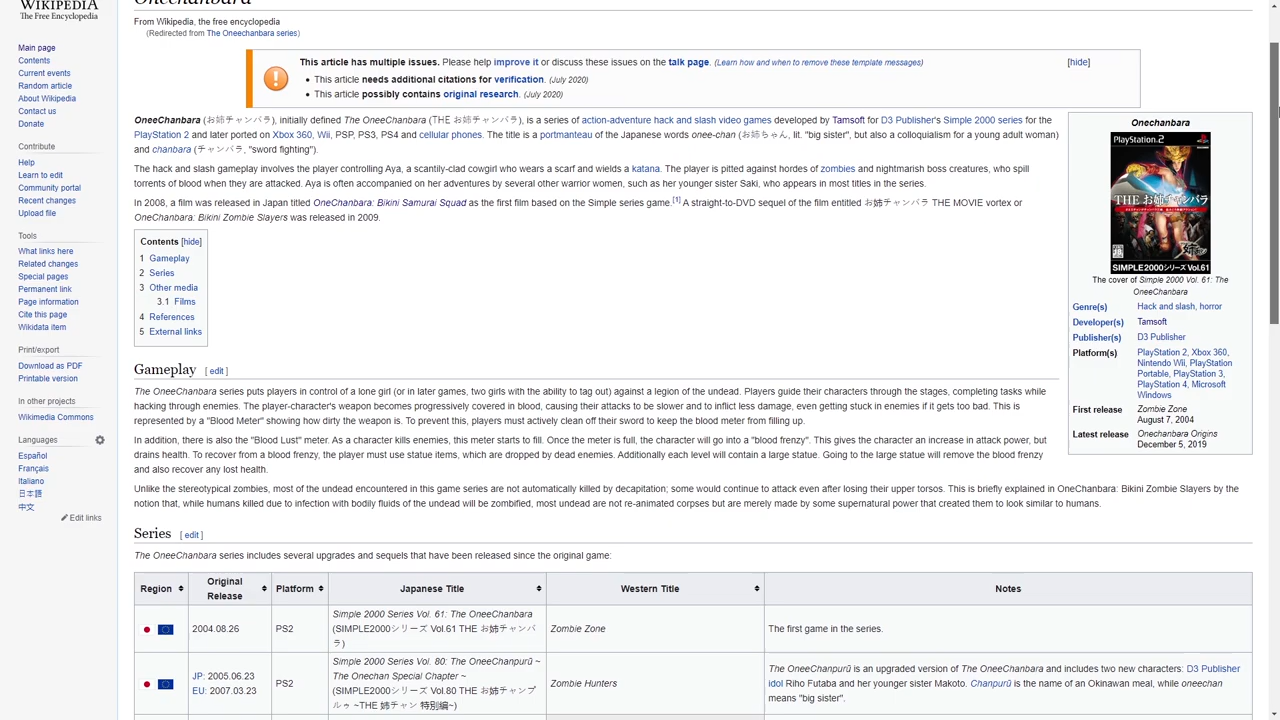 WIKIPEDIA
The Free Encyclopedia
Main page
Contents
Current events
Random article
About Wikipedia
Contact us
Donate
Contribute
Help
Learn to edit
Community portal
Recent changes
Upload file
Tools
What links here
Related changes
Special pages
Permanent link
Page information
Cite this page
Wikidata item
Print/export
Download as PDF
Printable version
In other projects
Wikimedia Commons
Languages
Español
Français
Italiano
日本語
中文
Edit links
Onechanbara
From Wikipedia, the free encyclopedia
(Redirected from The Oneechanbara series)
This article has multiple issues. Please help improve it or discuss these issues on the talk page. (Learn how and when to remove these template messages) [hide]
• This article needs additional citations for verification. (July 2020)
• This article possibly contains original research. (July 2020)
OneeChanbara (お姉チャンバラ), initially defined The OneeChanbara (THE お姉チャンバラ), is a series of action-adventure hack and slash video games developed by Tamsoft for D3 Publisher's Simple 2000 series for the
PlayStation 2 and later ported on Xbox 360, Wii, PSP, PS3, PS4 and cellular phones. The title is a portmanteau of the Japanese words onee-chan (お姉ちゃん, lit. "big sister", but also a colloquialism for a young adult woman)
and chanbara (チャンバラ, "sword fighting").
The hack and slash gameplay involves the player controlling Aya, a scantily-clad cowgirl who wears a scarf and wields a katana. The player is pitted against hordes of zombies and nightmarish boss creatures, who spill
torrents of blood when they are attacked. Aya is often accompanied on her adventures by several other warrior women, such as her younger sister Saki, who appears in most titles in the series.
In 2008, a film was released in Japan titled OneeChanbara: Bikini Samurai Squad as the first film based on the Simple series game.[1] A straight-to-DVD sequel of the film entitled お姉チャンバラ THE MOVIE vortex or
OneeChanbara: Bikini Zombie Slayers was released in 2009.
Contents [hide]
1 Gameplay
2 Series
3 Other media
3.1 Films
4 References
5 External links
Onechanbara
PlayStation 2
THE お姉チャンバラ
SIMPLE2000シリーズ Vol.61
The cover of Simple 2000 Vol. 61: The
OneeChanbara
Genre(s) Hack and slash, horror
Developer(s) Tamsoft
Publisher(s) D3 Publisher
Platform(s) PlayStation 2, Xbox 360,
Nintendo Wii, PlayStation
Portable, PlayStation 3,
PlayStation 4, Microsoft
Windows
First release Zombie Zone
August 7, 2004
Latest release Onechanbara Origins
December 5, 2019
Gameplay [ edit ]
The OneeChanbara series puts players in control of a lone girl (or in later games, two girls with the ability to tag out) against a legion of the undead. Players guide their characters through the stages, completing tasks while
hacking through enemies. The player-character's weapon becomes progressively covered in blood, causing their attacks to be slower and to inflict less damage, even getting stuck in enemies if it gets too bad. This is
represented by a "Blood Meter" showing how dirty the weapon is. To prevent this, players must actively clean off their sword to keep the blood meter from filling up.
In addition, there is also the "Blood Lust" meter. As a character kills enemies, this meter starts to fill. Once the meter is full, the character will go into a "blood frenzy". This gives the character an increase in attack power, but
drains health. To recover from a blood frenzy, the player must use statue items, which are dropped by dead enemies. Additionally each level will contain a large statue. Going to the large statue will remove the blood frenzy
and also recover any lost health.
Unlike the stereotypical zombies, most of the undead encountered in this game series are not automatically killed by decapitation; some would continue to attack even after losing their upper torsos. This is briefly explained in OneChanbara: Bikini Zombie Slayers by the
notion that, while humans killed due to infection with bodily fluids of the undead will be zombified, most undead are not re-animated corpses but are merely made by some supernatural power that created them to look similar to humans.
Series [ edit ]
The OneeChanbara series includes several upgrades and sequels that have been released since the original game:
Region Original Release Platform Japanese Title Western Title Notes
2004.08.26 PS2 Simple 2000 Series Vol. 61: The OneeChanbara
(SIMPLE2000シリーズ Vol.61 THE お姉チャンバ
ラ) Zombie Zone The first game in the series.
JP: 2005.06.23
EU: 2007.03.23 PS2 Simple 2000 Series Vol. 80: The OneeChanpurū ~
The Onechan Special Chapter ~
(SIMPLE2000シリーズ Vol.80 THE お姉チャンプ
ルゥ ~THE 姉チャン 特別編~) Zombie Hunters The OneeChanpurū is an upgraded version of The OneeChanbara and includes two new characters: D3 Publisher
idol Riho Futaba and her younger sister Makoto. Chanpurū is the name of an Okinawan meal, while oneechan
means "big sister".